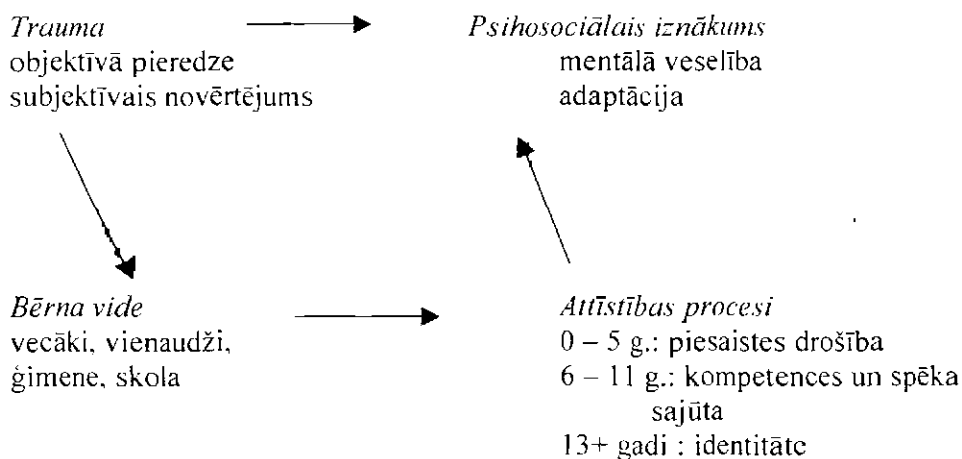 Trauma
objektīvā pieredze
subjektīvais novērtējums
Psihosociālais iznākums
mentālā veselība
adaptācija
Bērna vide
vecāki, vienaudži,
ģimene, skola
Attīstības procesi
0 – 5 g.: piesaistes drošība
6 – 11 g.: kompetences un spēka
sajūta
13+ gadi : identitāte